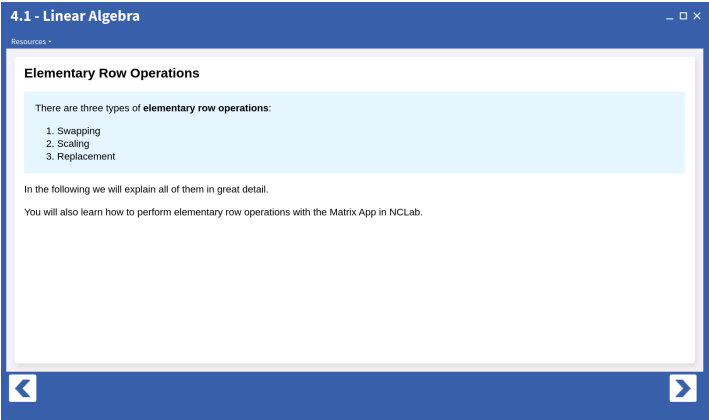 4.1 - Linear Algebra
Resources
Elementary Row Operations
There are three types of elementary row operations:
1. Swapping
2. Scaling
3. Replacement
In the following we will explain all of them in great detail.
You will also learn how to perform elementary row operations with the Matrix App in NCLab.